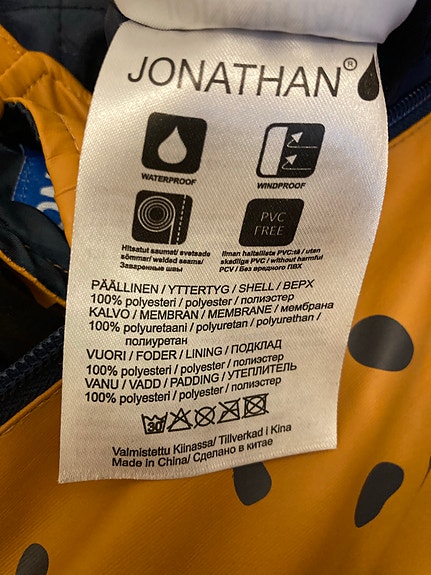 JONATHAN®
WATERPROOF
WINDPROOF
PVC
FREE
Hitsatut saumat/svetsade
sömmar/welded seams/
Заваренные швы
Ilman haitallista PVC:tä / utan
skadliga PVC / without harmful
PCV / Без вредного ПВХ
PÄÄLLINEN / YTTERTYG / SHELL / ВЕРХ
100% polyesteri / polyester / полиэстер
KALVO / MEMBRAN / MEMBRANE / мембрана
100% polyuretaani / polyuretan / polyurethan /
полиуретан
VUORI / FODER / LINING / ПОДКЛАД
100% polyesteri / polyester / полиэстер
VANU / VADD / PADDING / УТЕПЛИТЕЛЬ
100% polyesteri / polyester / полиэстер
30
Valmistettu Kiinassa/ Tillverkad i Kina
Made in China/ Сделано в китае